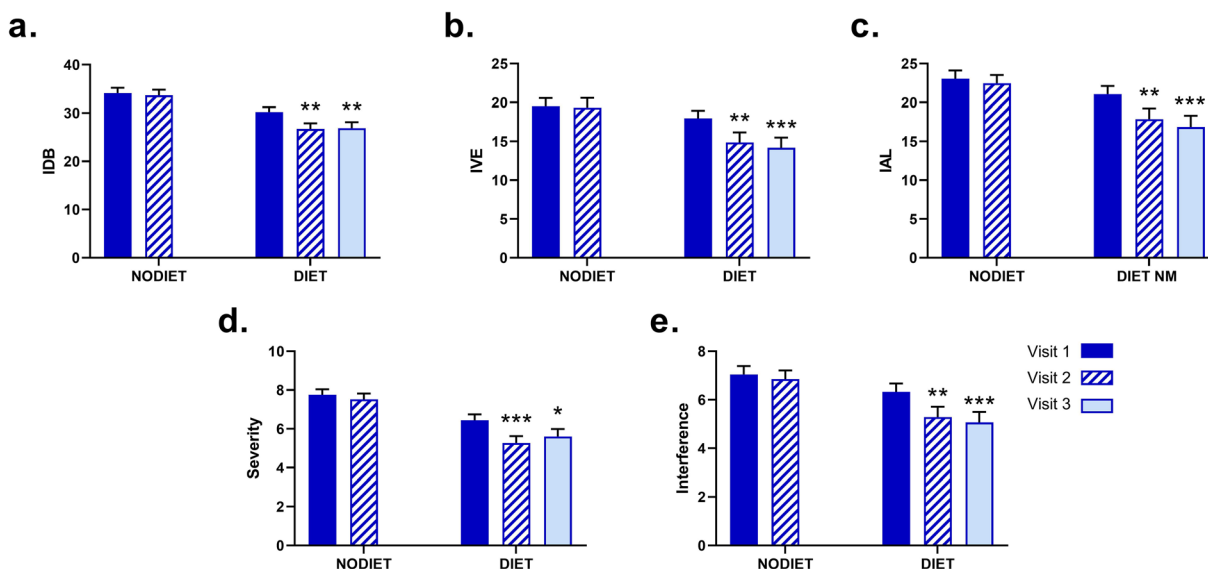 a.
IDB
40
30
20
10
0
** **
NODIET DIET
b.
IVE
25
20
15
10
5
0
** ***
NODIET DIET
c.
IAL
25
20
15
10
5
0
** ***
NODIET DIET NM
d.
Severity
10
8
6
4
2
0
*** *
NODIET DIET
e.
Interference
8
6
4
2
0
** ***
NODIET DIET
Visit 1
Visit 2
Visit 3